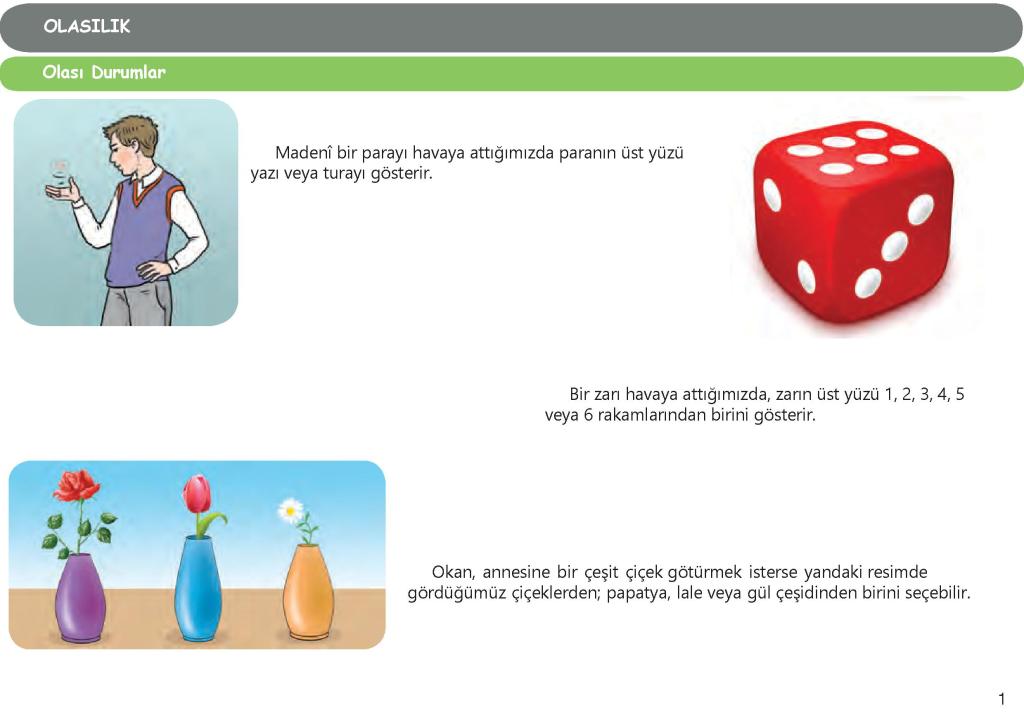 OLASILIK
Olası Durumlar
Madenî bir parayı havaya attığımızda paranın üst yüzü
yazı veya turayı gösterir.
Bir zarı havaya attığımızda, zarın üst yüzü 1, 2, 3, 4, 5
veya 6 rakamlarından birini gösterir.
Okan, annesine bir çeşit çiçek götürmek isterse yandaki resimde
gördüğümüz çiçeklerden; papatya, lale veya gül çeşidinden birini seçebilir.
1